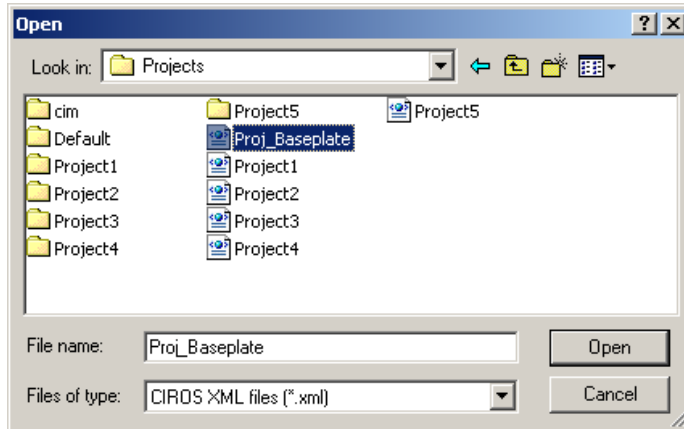 Open
Look in: Projects
cim Project5 Project5
Default Proj_Baseplate
Project1 Project1
Project2 Project2
Project3 Project3
Project4 Project4
File name: Proj_Baseplate Open
Files of type: CIROS XML files (*.xml) Cancel